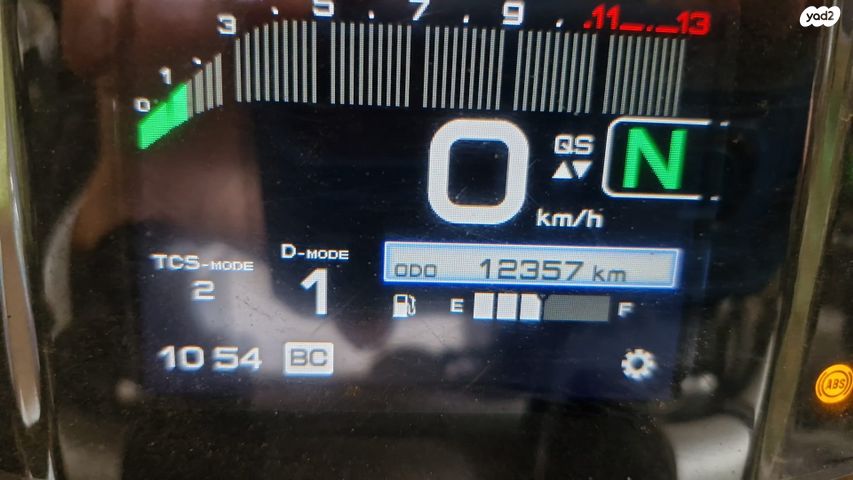 yad2
0 1 3 5 7 9 11 13
0 km/h
QS
N
TCS-MODE
2
D-MODE
1
ODO 12357 km
E F
10 54 BC
ABS